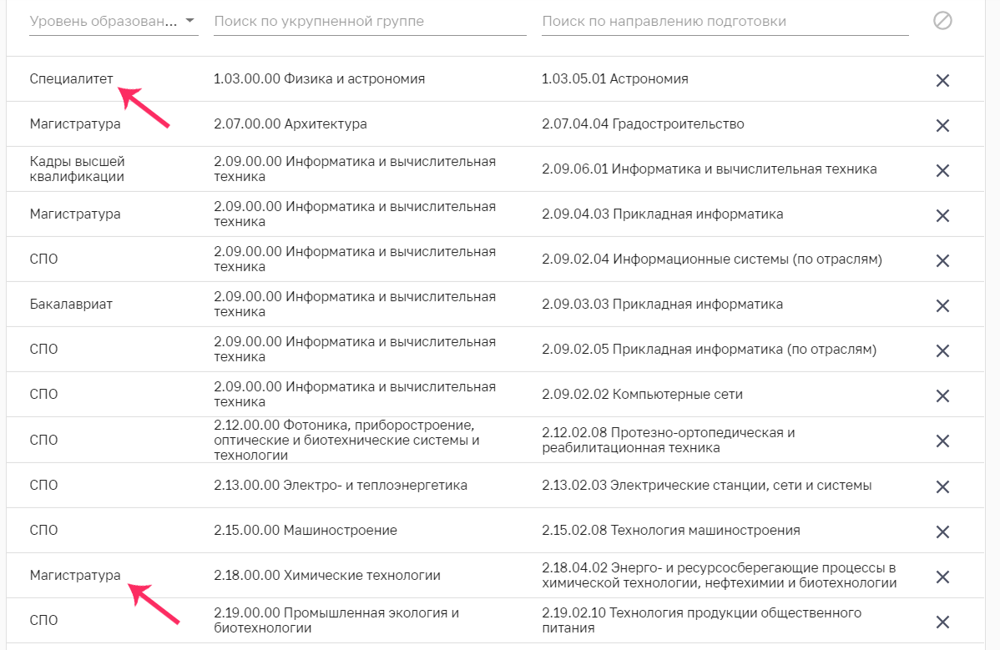 Уровень образован... Поиск по укрупненной группе Поиск по направлению подготовки
Специалитет 1.03.00.00 Физика и астрономия 1.03.05.01 Астрономия
Магистратура 2.07.00.00 Архитектура 2.07.04.04 Градостроительство
Кадры высшей
квалификации
2.09.00.00 Информатика и вычислительная
техника
2.09.06.01 Информатика и вычислительная техника
Магистратура
2.09.00.00 Информатика и вычислительная
техника
2.09.04.03 Прикладная информатика
СПО
2.09.00.00 Информатика и вычислительная
техника
2.09.02.04 Информационные системы (по отраслям)
Бакалавриат
2.09.00.00 Информатика и вычислительная
техника
2.09.03.03 Прикладная информатика
СПО
2.09.00.00 Информатика и вычислительная
техника
2.09.02.05 Прикладная информатика (по отраслям)
СПО
2.09.00.00 Информатика и вычислительная
техника
2.09.02.02 Компьютерные сети
СПО
2.12.00.00 Фотоника, приборостроение,
оптические и биотехнические системы и
технологии
2.12.02.08 Протезно-ортопедическая и
реабилитационная техника
СПО 2.13.00.00 Электро- и теплоэнергетика 2.13.02.03 Электрические станции, сети и системы
СПО 2.15.00.00 Машиностроение 2.15.02.08 Технология машиностроения
Магистратура 2.18.00.00 Химические технологии
2.18.04.02 Энерго- и ресурсосберегающие процессы в
химической технологии, нефтехимии и биотехнологии
СПО
2.19.00.00 Промышленная экология и
биотехнологии
2.19.02.10 Технология продукции общественного
питания